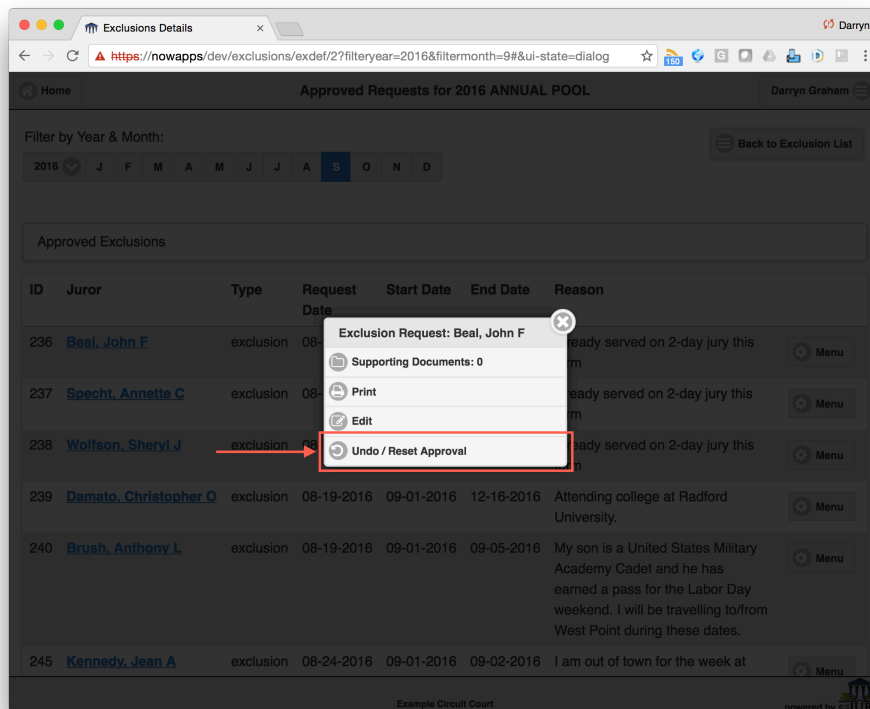 Exclusions Details
Darryn
https://nowapps/dev/exclusions/exdef/2?filteryear=2016&filtermonth=9#&ui-state=dialog
150
G
D
Home
Approved Requests for 2016 ANNUAL POOL
Darryn Graham
Filter by Year & Month:
2016 J F M A M J J A S O N D
Back to Exclusion List
Approved Exclusions
ID Juror Type Request Date Start Date End Date Reason
Exclusion Request: Beal, John F
Supporting Documents: 0
Print
Edit
Undo / Reset Approval
236 Beal, John F exclusion 08- ready served on 2-day jury this Menu
rm
237 Specht, Annette C exclusion 08- ready served on 2-day jury this Menu
rm
238 Wolfson, Sheryl J exclusion 08 eady served on 2-day jury this Menu
239 Damato, Christopher O exclusion 08-19-2016 09-01-2016 12-16-2016 Attending college at Radford Menu
University.
240 Brush, Anthony L exclusion 08-19-2016 09-01-2016 09-05-2016 My son is a United States Military Menu
Academy Cadet and he has
earned a pass for the Labor Day
weekend. I will be travelling to/from
West Point during these dates.
245 Kennedy, Jean A exclusion 08-24-2016 09-01-2016 09-02-2016 I am out of town for the week at Menu
Example Circuit Court
powered by